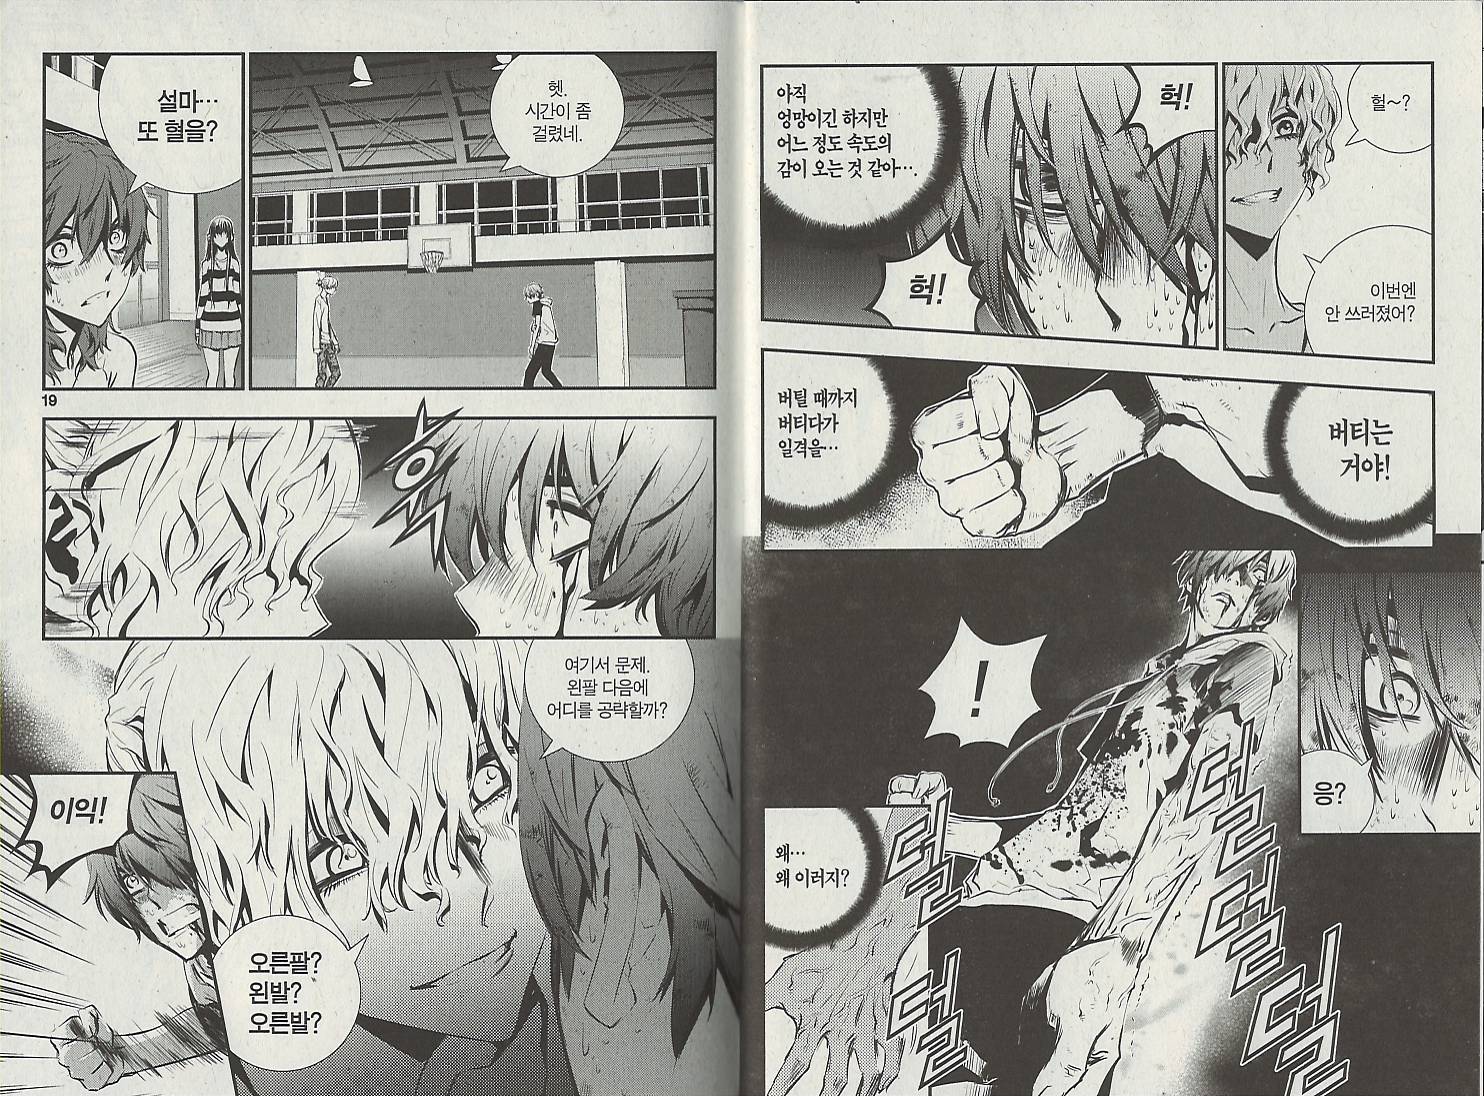 헐~?
이번엔
안 쓰러졌어?
헉!
아직
엉망이긴 하지만
어느 정도 속도의
감이 오는 것 같아….
헉!
버티는
거야!
버틸 때까지
버티다가
일격을…
응?
!
덜
덜
덜
덜
덜
덜
왜…
왜 이러지?
헷.
시간이 좀
걸렸네.
설마…
또 혈을?
19
슥
여기서 문제.
왼팔 다음에
어디를 공략할까?
오른팔?
왼발?
오른발?
이익!